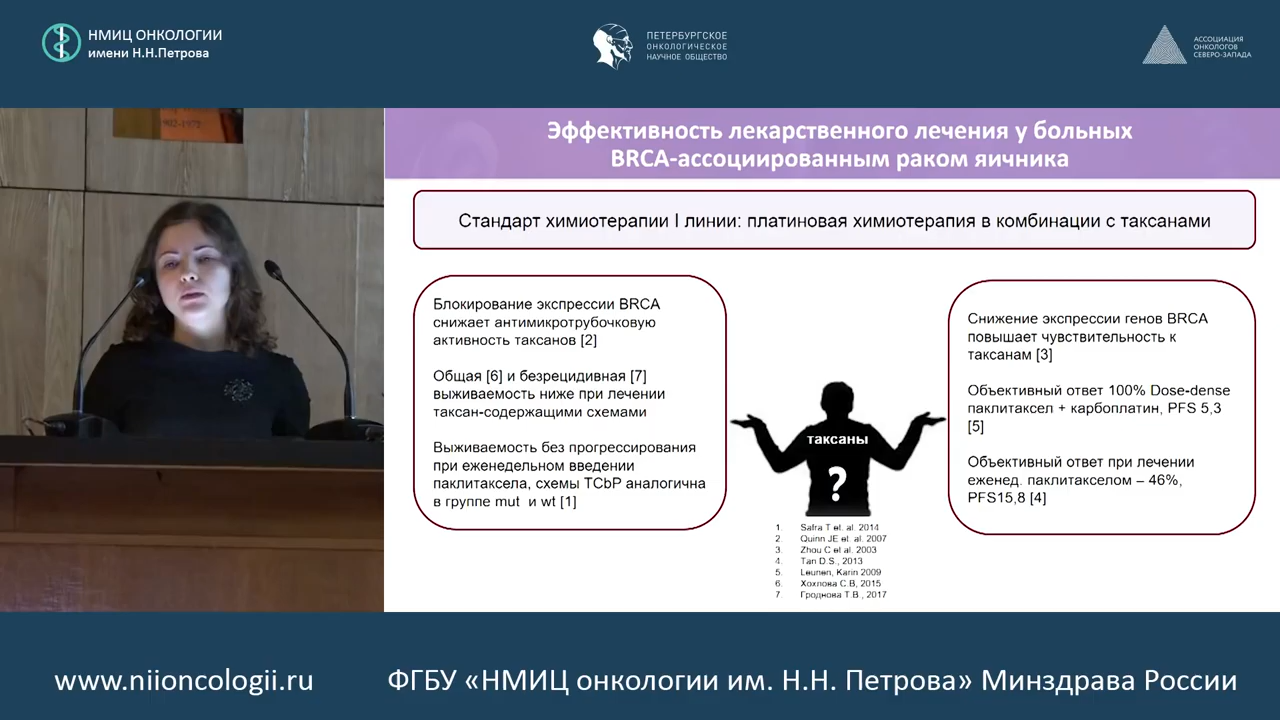 НМИЦ ОНКОЛОГИИ
имени Н.Н.Петрова
ПЕТЕРБУРГСКОЕ
ОНКОЛОГИЧЕСКОЕ
НАУЧНОЕ ОБЩЕСТВО
АССОЦИАЦИЯ
ОНКОЛОГОВ
СЕВЕРО-ЗАПАДА
Эффективность лекарственного лечения у больных
BRCA-ассоциированным раком яичника
Стандарт химиотерапии I линии: платиновая химиотерапия в комбинации с таксанами
Блокирование экспрессии BRCA
снижает антимикротрубочковую
активность таксанов [2]
Общая [6] и безрецидивная [7]
выживаемость ниже при лечении
таксан-содержащими схемами
Выживаемость без прогрессирования
при еженедельном введении
паклитаксела, схемы TCbP аналогична
в группе mut и wt [1]
таксаны
?
Снижение экспрессии генов BRCA
повышает чувствительность к
таксанам [3]
Объективный ответ 100% Dose-dense
паклитаксел + карбоплатин, PFS 5,3
[5]
Объективный ответ при лечении
еженед. паклитакселом – 46%,
PFS15,8 [4]
1. Safra T et. al. 2014
2. Quinn JE et. al. 2007
3. Zhou C et al. 2003
4. Tan D.S., 2013
5. Leunen, Karin 2009
6. Хохлова С.В, 2015
7. Гроднова Т.В., 2017
www.niioncologii.ru
ФГБУ «НМИЦ онкологии им. Н.Н. Петрова» Минздрава России